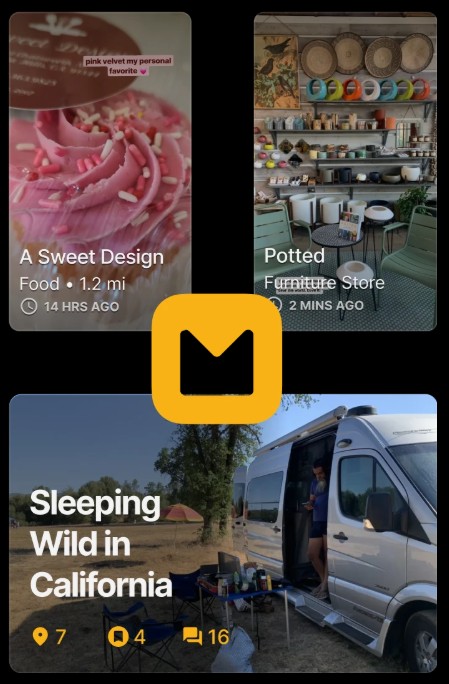 pink velvet my personal
favorite
A Sweet Design
Food • 1.2 mi
14 HRS AGO
Potted
Furniture Store
2 MINS AGO
Sleeping
Wild in
California
7
4
16